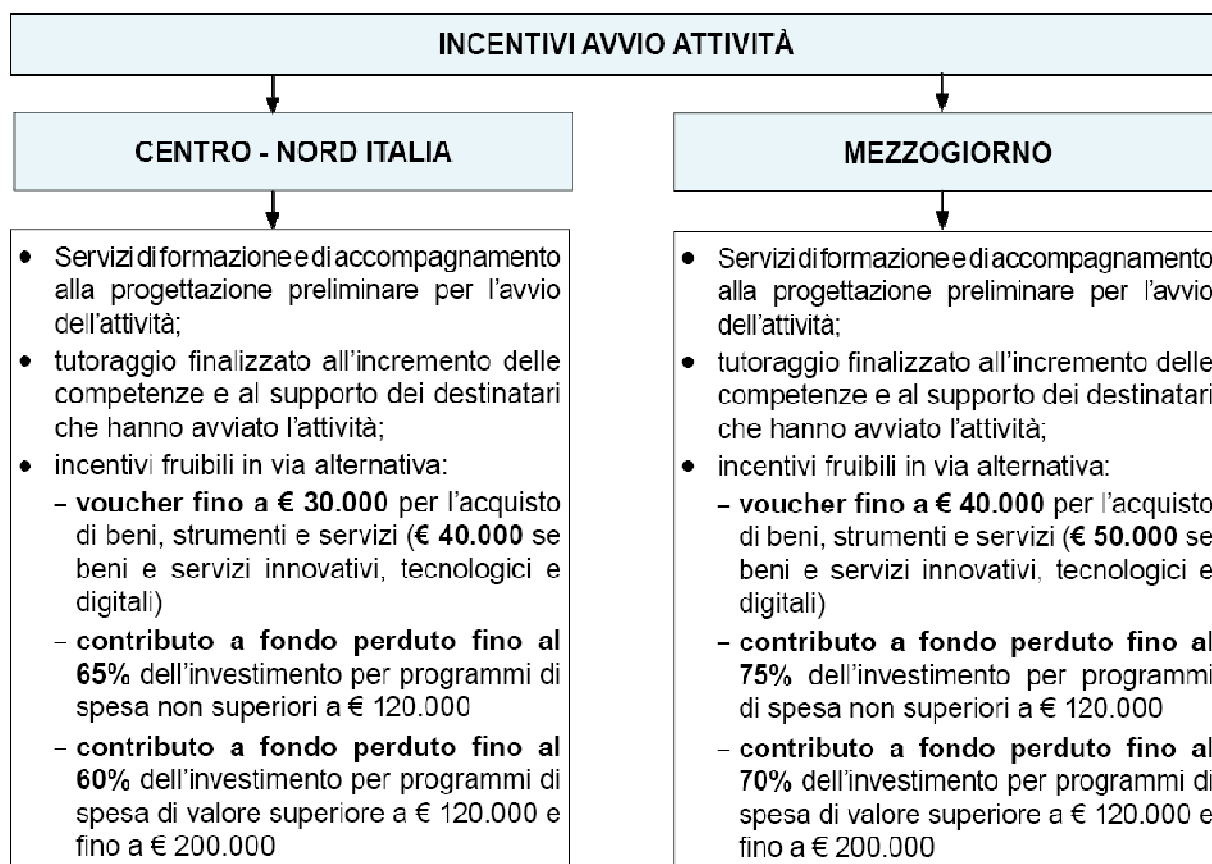 INCENTIVI AVVIO ATTIVITÀ
CENTRO - NORD ITALIA
• Servizi di formazione e di accompagnamento
alla progettazione preliminare per l'avvio
dell'attività;
• tutoraggio finalizzato all'incremento delle
competenze e al supporto dei destinatari
che hanno avviato l'attività;
• incentivi fruibili in via alternativa:
– voucher fino a € 30.000 per l'acquisto
di beni, strumenti e servizi (€ 40.000 se
beni e servizi innovativi, tecnologici e
digitali)
– contributo a fondo perduto fino al
65% dell'investimento per programmi di
spesa non superiori a € 120.000
– contributo a fondo perduto fino al
60% dell'investimento per programmi di
spesa di valore superiore a € 120.000 e
fino a € 200.000
MEZZOGIORNO
• Servizi di formazione e di accompagnamento
alla progettazione preliminare per l'avvio
dell'attività;
• tutoraggio finalizzato all'incremento delle
competenze e al supporto dei destinatari
che hanno avviato l'attività;
• incentivi fruibili in via alternativa:
– voucher fino a € 40.000 per l'acquisto
di beni, strumenti e servizi (€ 50.000 se
beni e servizi innovativi, tecnologici e
digitali)
– contributo a fondo perduto fino al
75% dell'investimento per programmi
di spesa non superiori a € 120.000
– contributo a fondo perduto fino al
70% dell'investimento per programmi di
spesa di valore superiore a € 120.000 e
fino a € 200.000